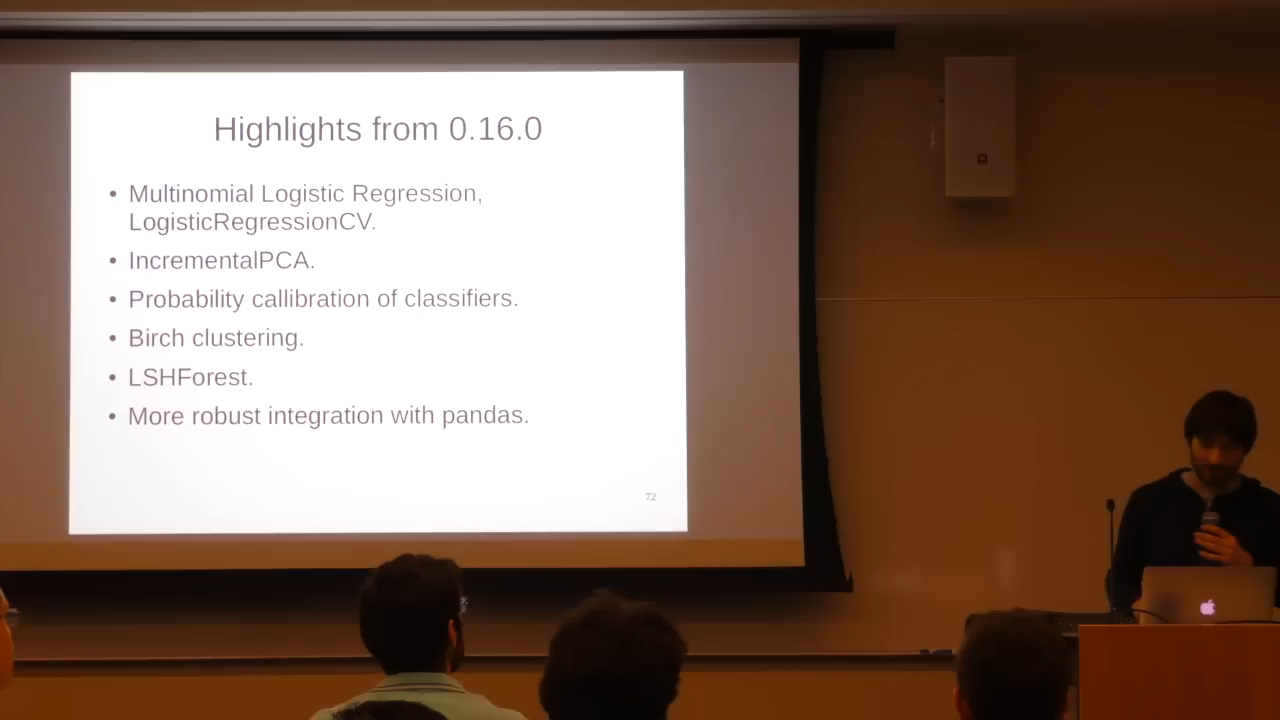 Highlights from 0.16.0
• Multinomial Logistic Regression,
LogisticRegressionCV.
• IncrementalPCA.
• Probability callibration of classifiers.
• Birch clustering.
• LSHForest.
• More robust integration with pandas.
72